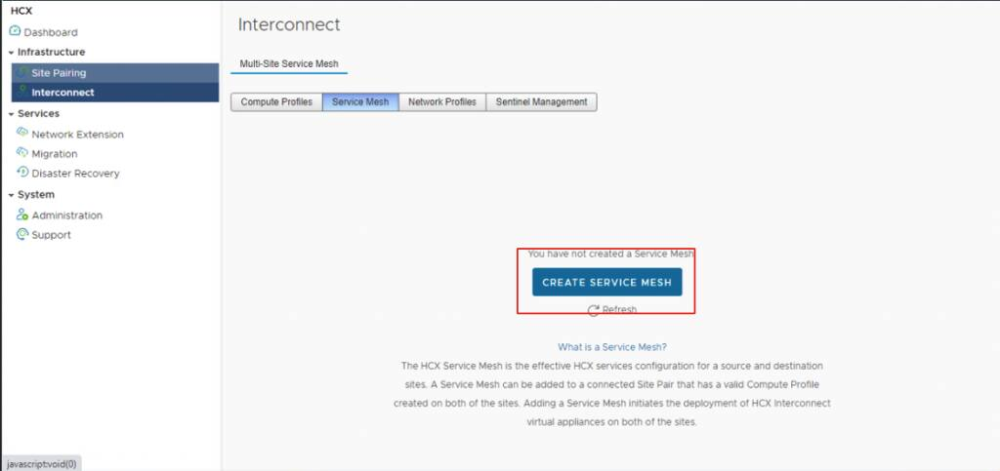 HCX
Dashboard
Infrastructure
Site Pairing
Interconnect
Services
Network Extension
Migration
Disaster Recovery
System
Administration
Support
Interconnect
Multi-Site Service Mesh
Compute Profiles Service Mesh Network Profiles Sentinel Management
You have not created a Service Mesh
CREATE SERVICE MESH
Refresh
What is a Service Mesh?
The HCX Service Mesh is the effective HCX services configuration for a source and destination
sites. A Service Mesh can be added to a connected Site Pair that has a valid Compute Profile
created on both of the sites. Adding a Service Mesh initiates the deployment of HCX Interconnect
virtual appliances on both of the sites.
javascript:void(0)